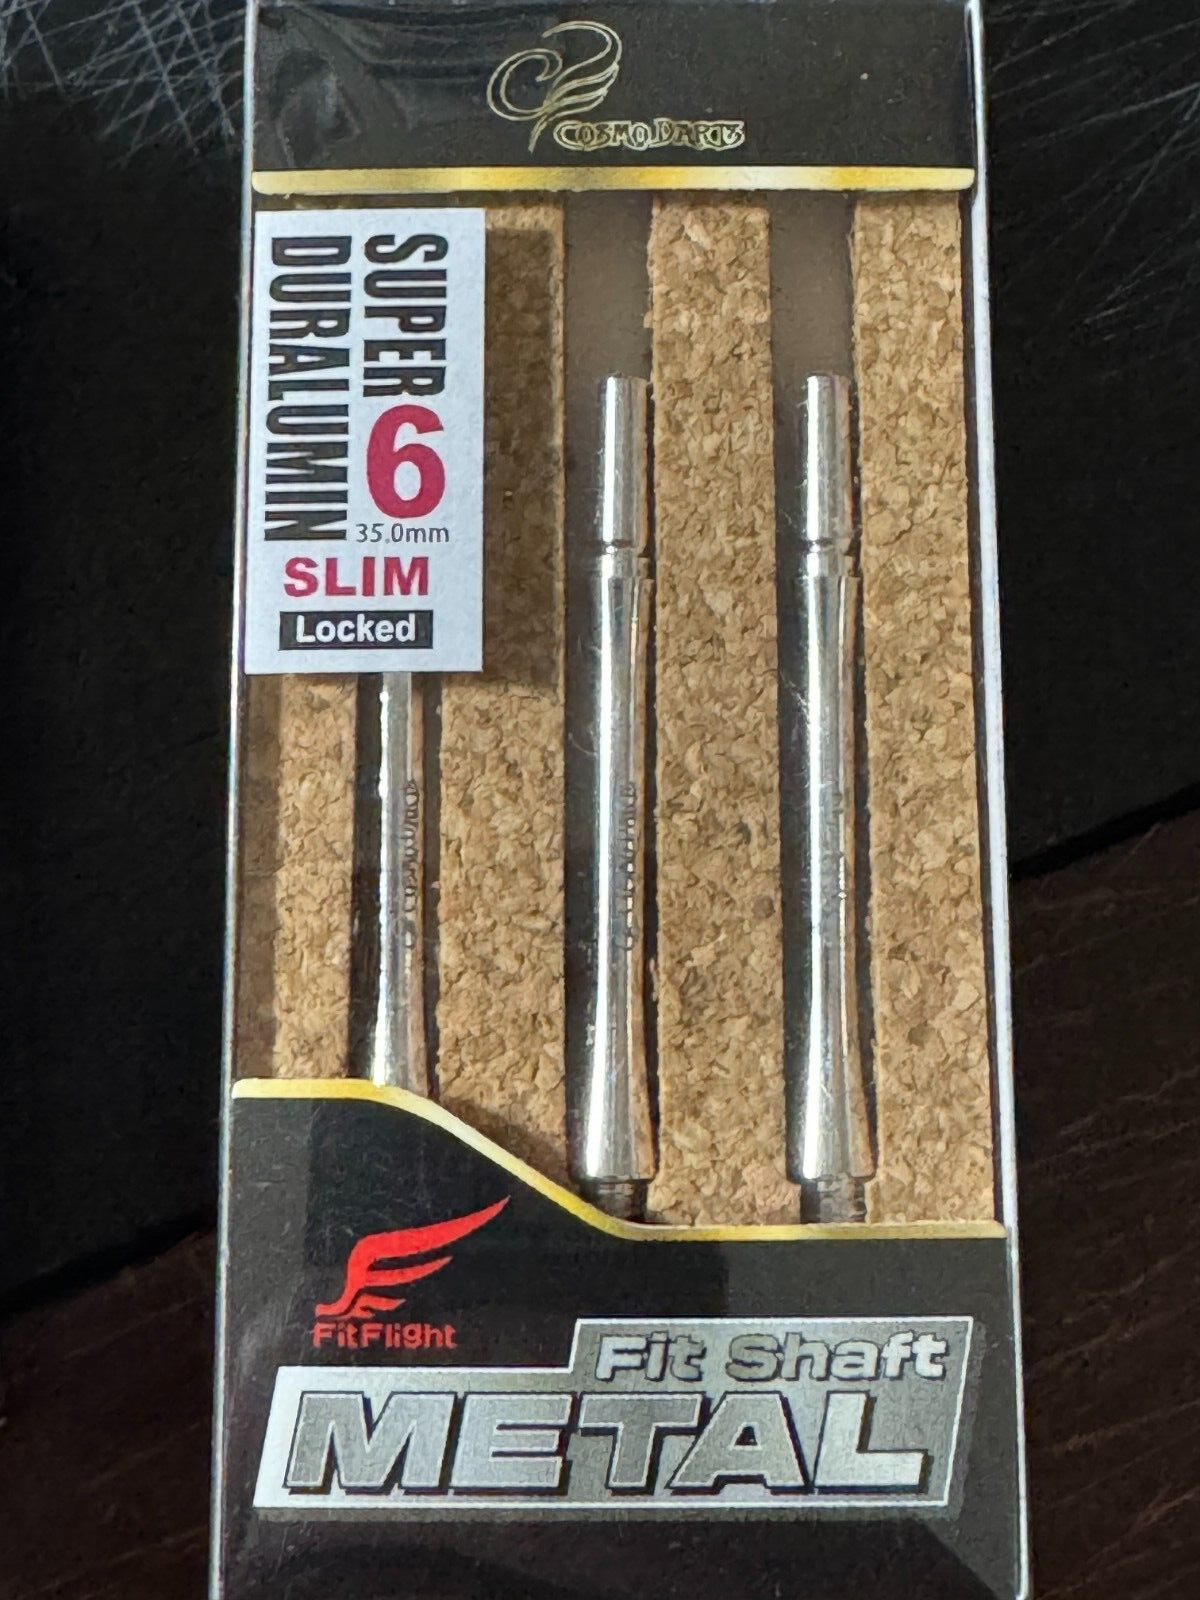 COSMO DARTS
SUPER 6
DURALUMIN
35.0mm
SLIM
Locked
FitFlight
Fit Shaft
METAL